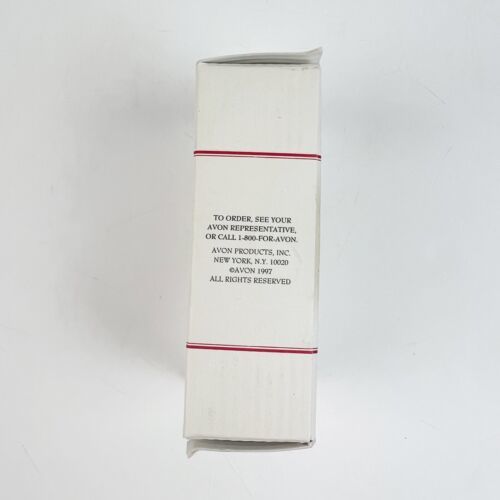 TO ORDER, SEE YOUR
AVON REPRESENTATIVE,
OR CALL 1-800-FOR-AVON.
AVON PRODUCTS, INC.
NEW YORK, N.Y. 10020
©AVON 1997
ALL RIGHTS RESERVED